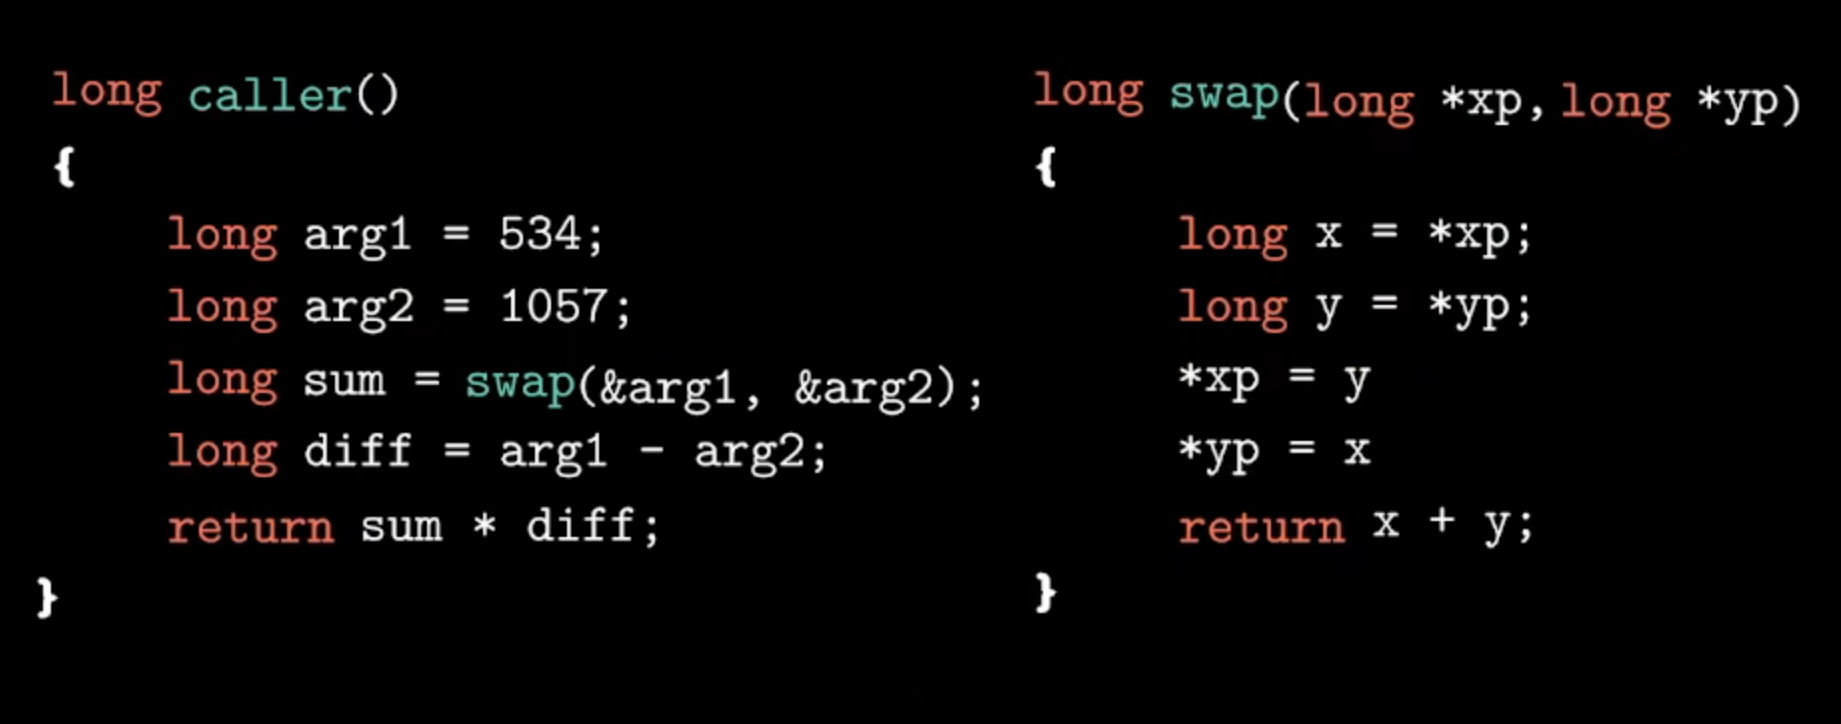 long caller()
{
long arg1 = 534;
long arg2 = 1057;
long sum = swap(&arg1, &arg2);
long diff = arg1 - arg2;
return sum * diff;
}
long swap(long *xp, long *yp)
{
long x = *xp;
long y = *yp;
*xp = y
*yp = x
return x + y;
}